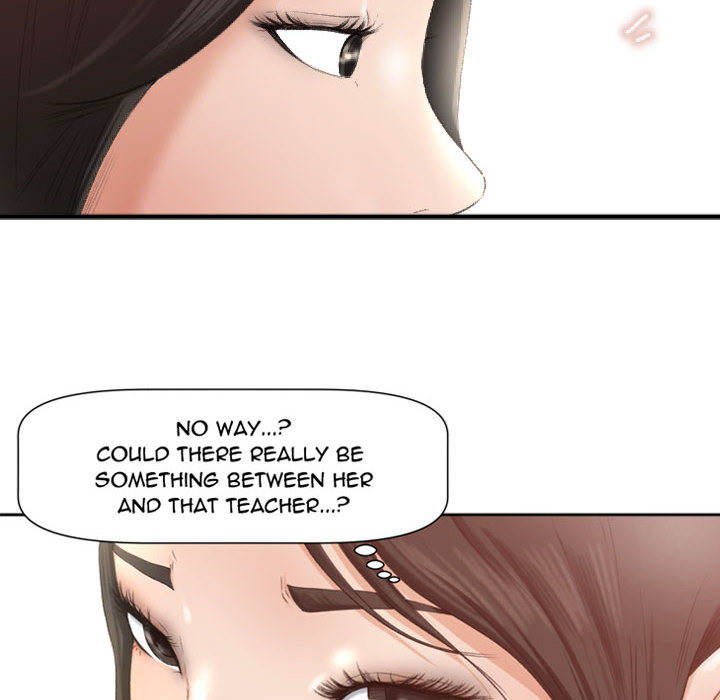 NO WAY...?
COULD THERE REALLY BE
SOMETHING BETWEEN HER
AND THAT TEACHER...?